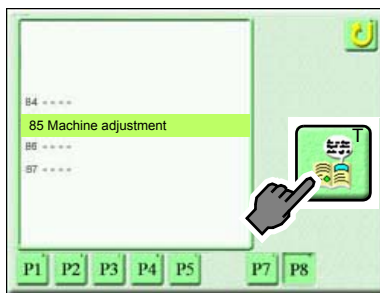 84 ----
85 Machine adjustment
86 ----
87 ----
T
P1 P2 P3 P4 P5 P7 P8